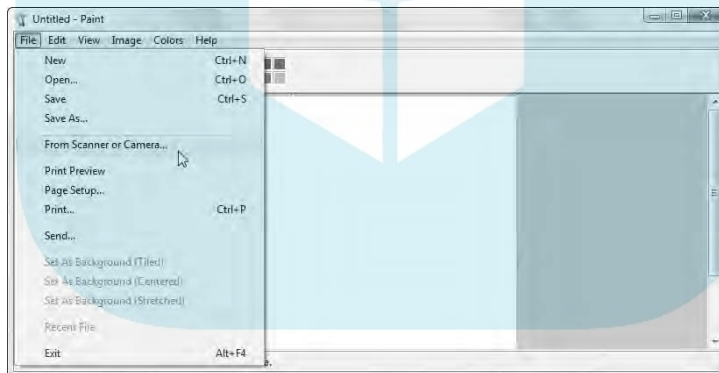 Untitled - Paint
File Edit View Image Colors Help
New Ctrl+N
Open... Ctrl+O
Save Ctrl+S
Save As...
From Scanner or Camera...
Print Preview
Page Setup...
Print... Ctrl+P
Send...
Set As Background (Tiled)
Set As Background (Centered)
Set As Background (Stretched)
Recent File
Exit Alt+F4